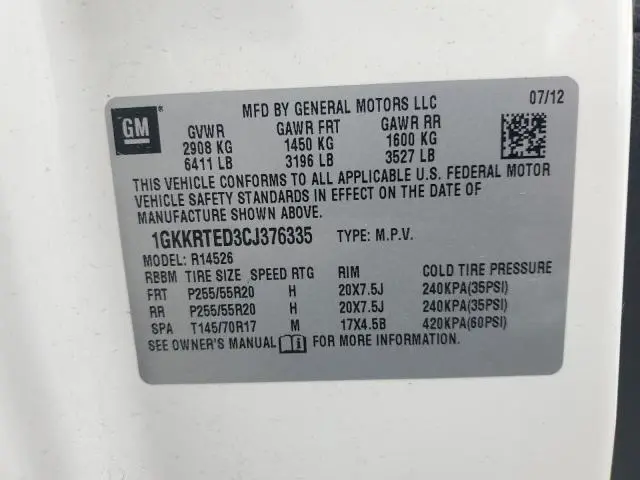 GM
MFD BY GENERAL MOTORS LLC 07/12
GVWR GAWR FRT GAWR RR
2908 KG 1450 KG 1600 KG
6411 LB 3196 LB 3527 LB
THIS VEHICLE CONFORMS TO ALL APPLICABLE U.S. FEDERAL MOTOR
VEHICLE SAFETY STANDARDS IN EFFECT ON THE DATE OF
MANUFACTURE SHOWN ABOVE.
1GKKRTED3CJ376335 TYPE: M.P.V.
MODEL: R14526
RBBM TIRE SIZE SPEED RTG RIM COLD TIRE PRESSURE
FRT P255/55R20 H 20X7.5J 240KPA(35PSI)
RR P255/55R20 H 20X7.5J 240KPA(35PSI)
SPA T145/70R17 M 17X4.5B 420KPA(60PSI)
SEE OWNER'S MANUAL FOR MORE INFORMATION.